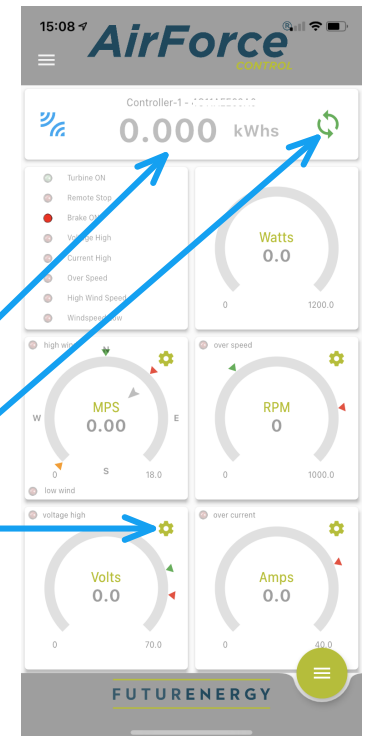 15:08
AirForce
CONTROL
Controller-1 -
0.000 kWhs
Turbine ON
Remote Stop
Brake ON
Voltage High
Current High
Over Speed
High Wind Speed
Windspeed Low
Watts
0.0
0 1200.0
high wind
N
W
MPS
0.00
E
S
0 18.0
low wind
over speed
RPM
0
0 1000.0
voltage high
Volts
0.0
0 70.0
over current
Amps
0.0
0 40.0
FUTURENERGY